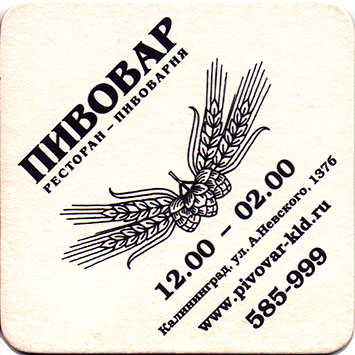 ПИВОВАР
РЕСТОРАН – ПИВОВАРНЯ
12.00 – 02.00
Калининград, ул. А.Невского, 137б
www.pivovar-kld.ru
585-999